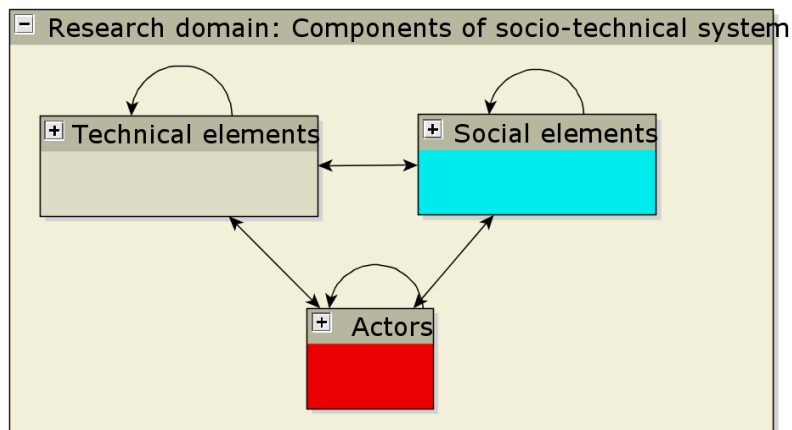 Research domain: Components of socio-technical system
Technical elements
Social elements
Actors